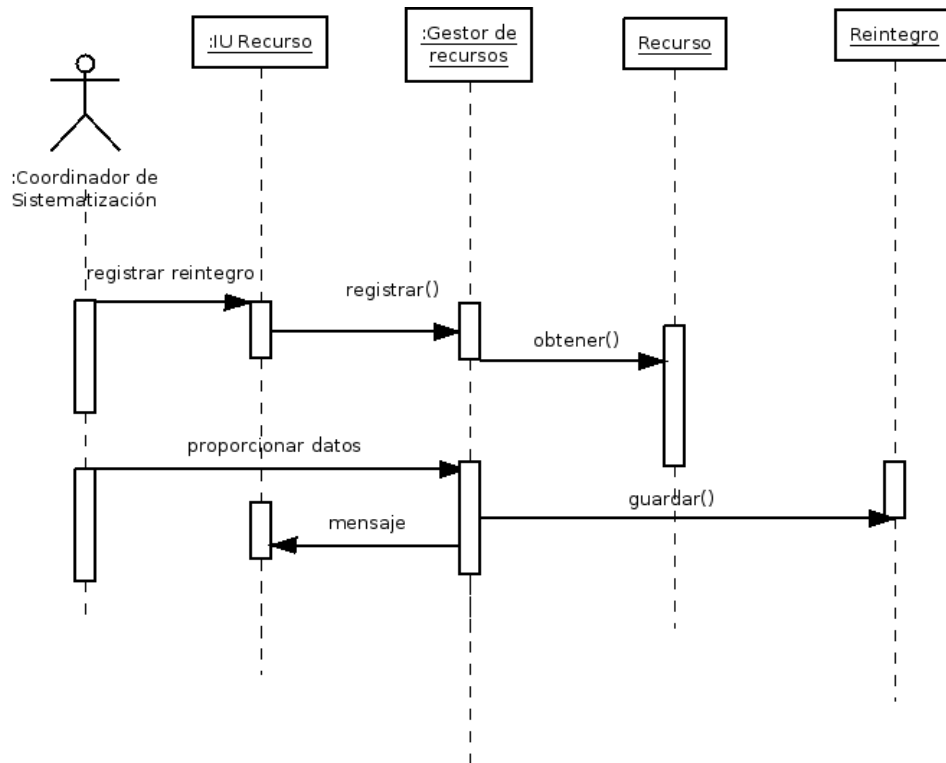 :IU Recurso
:Gestor de
recursos
Recurso
Reintegro
:Coordinador de
Sistematización
registrar reintegro
registrar()
obtener()
proporcionar datos
guardar()
mensaje